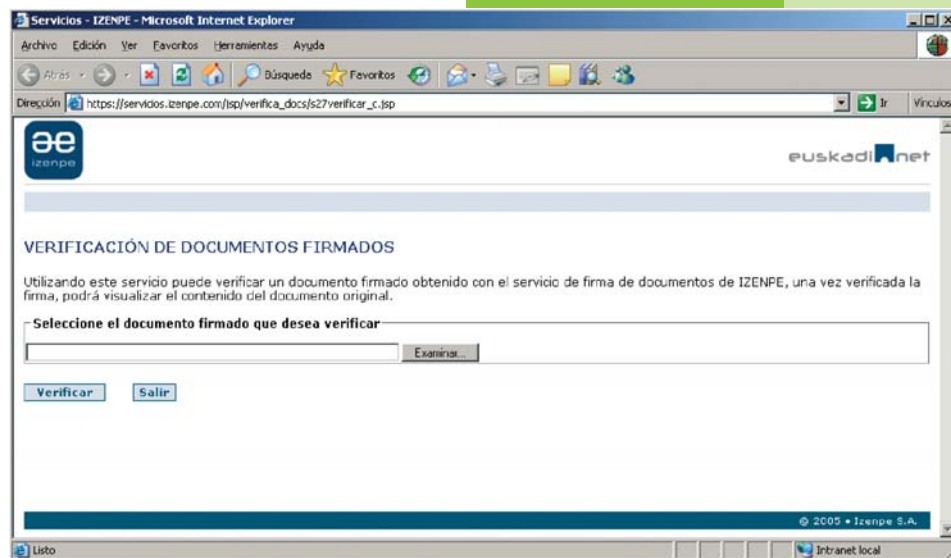 Servicios - IZENPE - Microsoft Internet Explorer
Archivo Edición Ver Favoritos Herramientas Ayuda
Atrás Búsqueda Favoritos
Dirección https://servicios.izenpe.com/jsp/verifica_docs/s27verificar_c.jsp Ir Vínculos
izenpe
euskadi net
VERIFICACIÓN DE DOCUMENTOS FIRMADOS
Utilizando este servicio puede verificar un documento firmado obtenido con el servicio de firma de documentos de IZENPE, una vez verificada la
firma, podrá visualizar el contenido del documento original.
Seleccione el documento firmado que desea verificar
Examinar...
Verificar Salir
© 2005 • Izenpe S.A.
Listo Intranet local